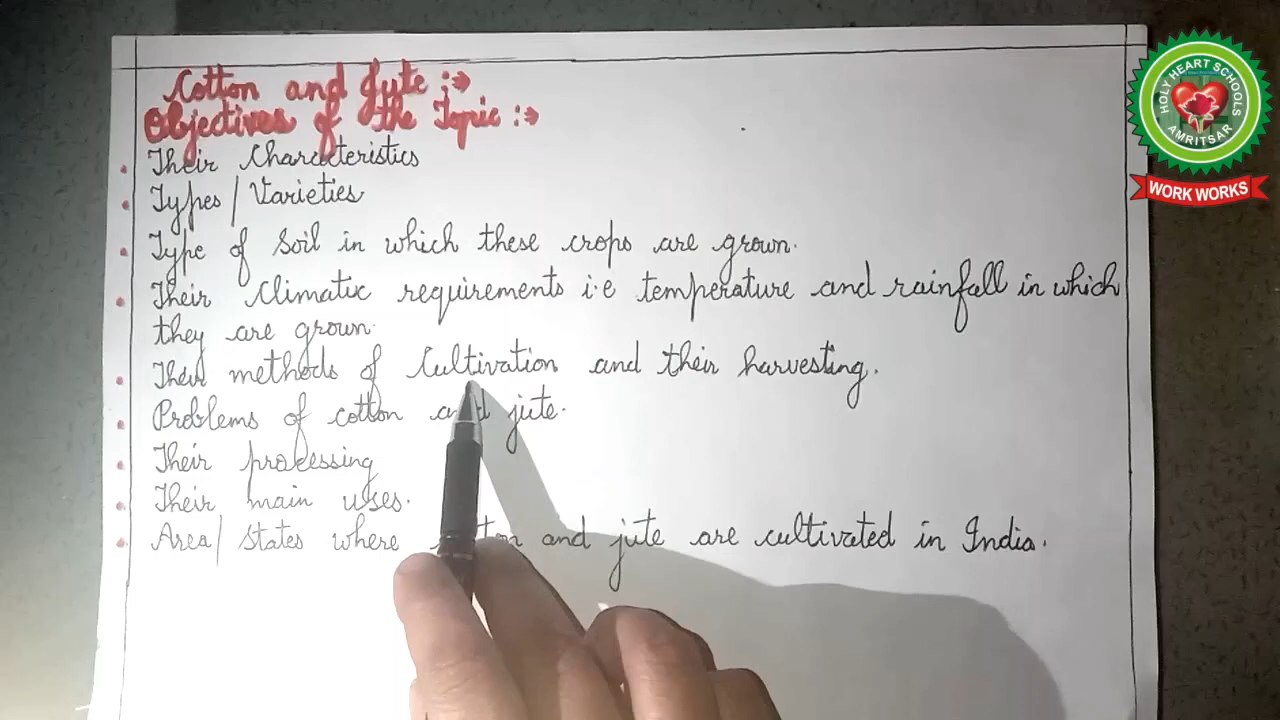 Cotton and Jute :→
Objectives of the Topic :→
Their Characteristics
Types/Varieties
Type of soil in which these crops are grown.
Their Climatic requirements i.e temperature and rainfall in which
they are grown.
Their methods of Cultivation and their harvesting.
Problems of cotton and jute.
Their processing
Their main uses.
Area/States where and jute are cultivated in India.
HOLY HEART SCHOOLS
AMRITSAR
WORK WORKS